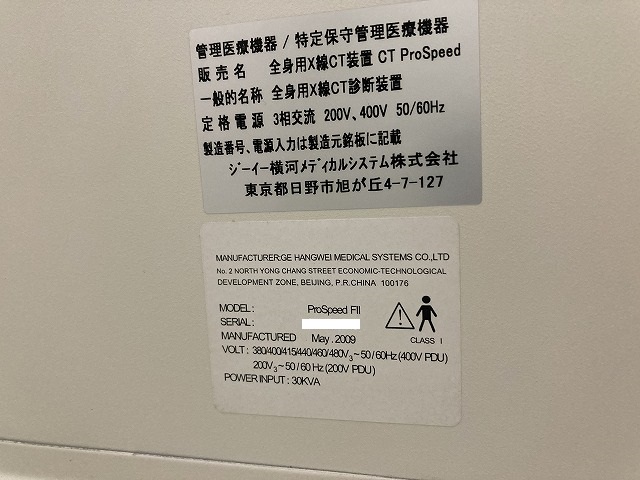 管理医療機器 / 特定保守管理医療機器
販売名 全身用X線CT装置 CT ProSpeed
一般的名称 全身用X線CT診断装置
定格電源 3相交流 200V、400V 50/60Hz
製造番号、電源入力は製造元銘板に記載
ジーイー横河メディカルシステム株式会社
東京都日野市旭が丘4-7-127
MANUFACTURER:GE HANGWEI MEDICAL SYSTEMS CO.,LTD
No. 2 NORTH YONG CHANG STREET ECONOMIC-TECHNOLOGICAL
DEVELOPMENT ZONE, BEIJING, P.R.CHINA 100176
MODEL : ProSpeed FII
SERIAL :
MANUFACTURED May . 2009
CLASS I
VOLT : 380/400/415/440/460/480V3~50/60Hz(400V PDU)
200V3~50/60 Hz (200V PDU)
POWER INPUT : 30KVA